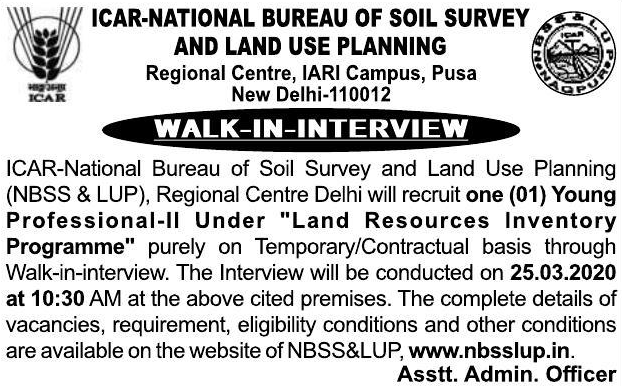 ICAR-NATIONAL BUREAU OF SOIL SURVEY
AND LAND USE PLANNING
Regional Centre, IARI Campus, Pusa
New Delhi-110012
ICAR
NBSS & LUP
ICAR
NAGPUR
WALK-IN-INTERVIEW
ICAR-National Bureau of Soil Survey and Land Use Planning
(NBSS & LUP), Regional Centre Delhi will recruit one (01) Young
Professional-II Under "Land Resources Inventory
Programme" purely on Temporary/Contractual basis through
Walk-in-interview. The Interview will be conducted on 25.03.2020
at 10:30 AM at the above cited premises. The complete details of
vacancies, requirement, eligibility conditions and other conditions
are available on the website of NBSS&LUP, www.nbsslup.in.
Asstt. Admin. Officer